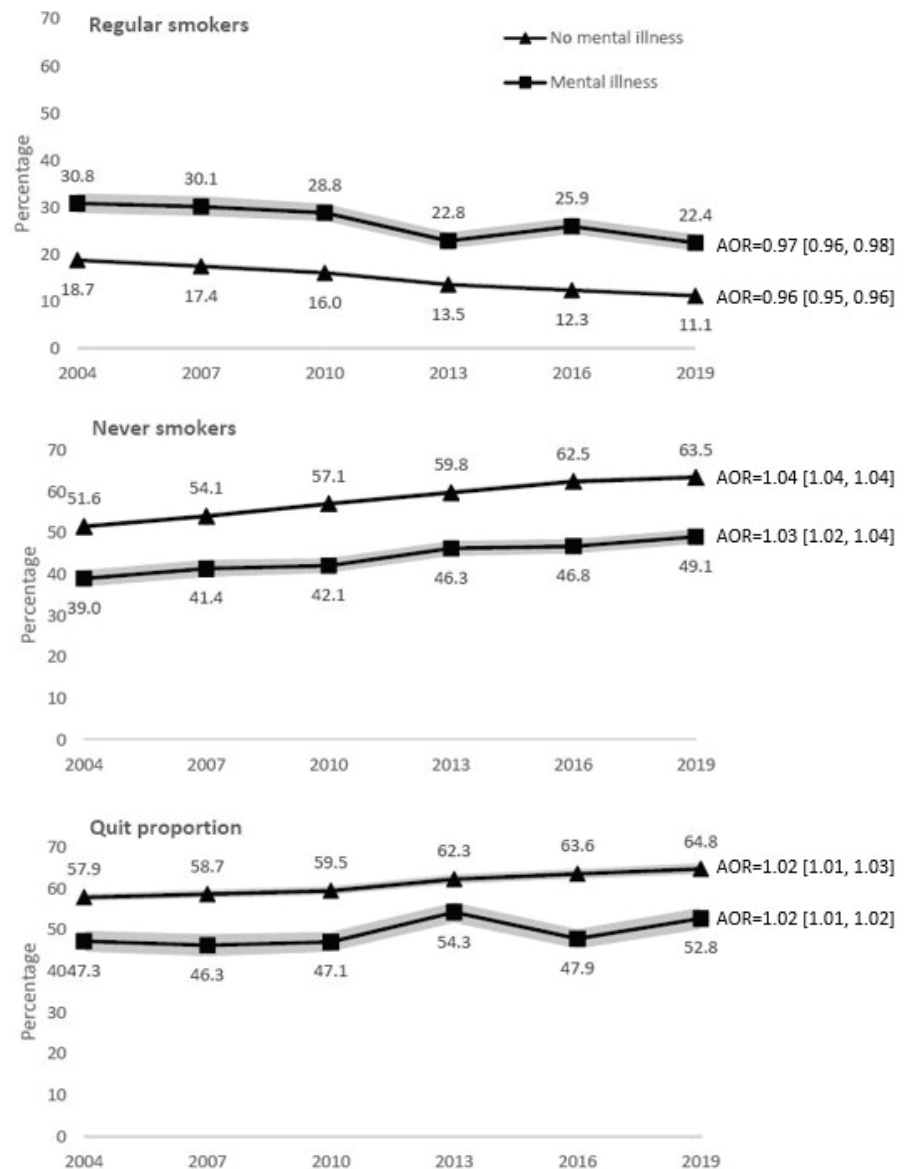 Regular smokers
No mental illness
Mental illness
Percentage
70
60
50
40
30
20
10
0
30.8 30.1 28.8 22.8 25.9 22.4
AOR=0.97 [0.96, 0.98]
18.7 17.4 16.0 13.5 12.3 11.1
AOR=0.96 [0.95, 0.96]
2004 2007 2010 2013 2016 2019
Never smokers
Percentage
70
60
50
40
30
20
10
0
51.6 54.1 57.1 59.8 62.5 63.5
AOR=1.04 [1.04, 1.04]
39.0 41.4 42.1 46.3 46.8 49.1
AOR=1.03 [1.02, 1.04]
2004 2007 2010 2013 2016 2019
Quit proportion
Percentage
70
60
50
40
30
20
10
0
57.9 58.7 59.5 62.3 63.6 64.8
AOR=1.02 [1.01, 1.03]
47.3 46.3 47.1 54.3 47.9 52.8
AOR=1.02 [1.01, 1.02]
2004 2007 2010 2013 2016 2019